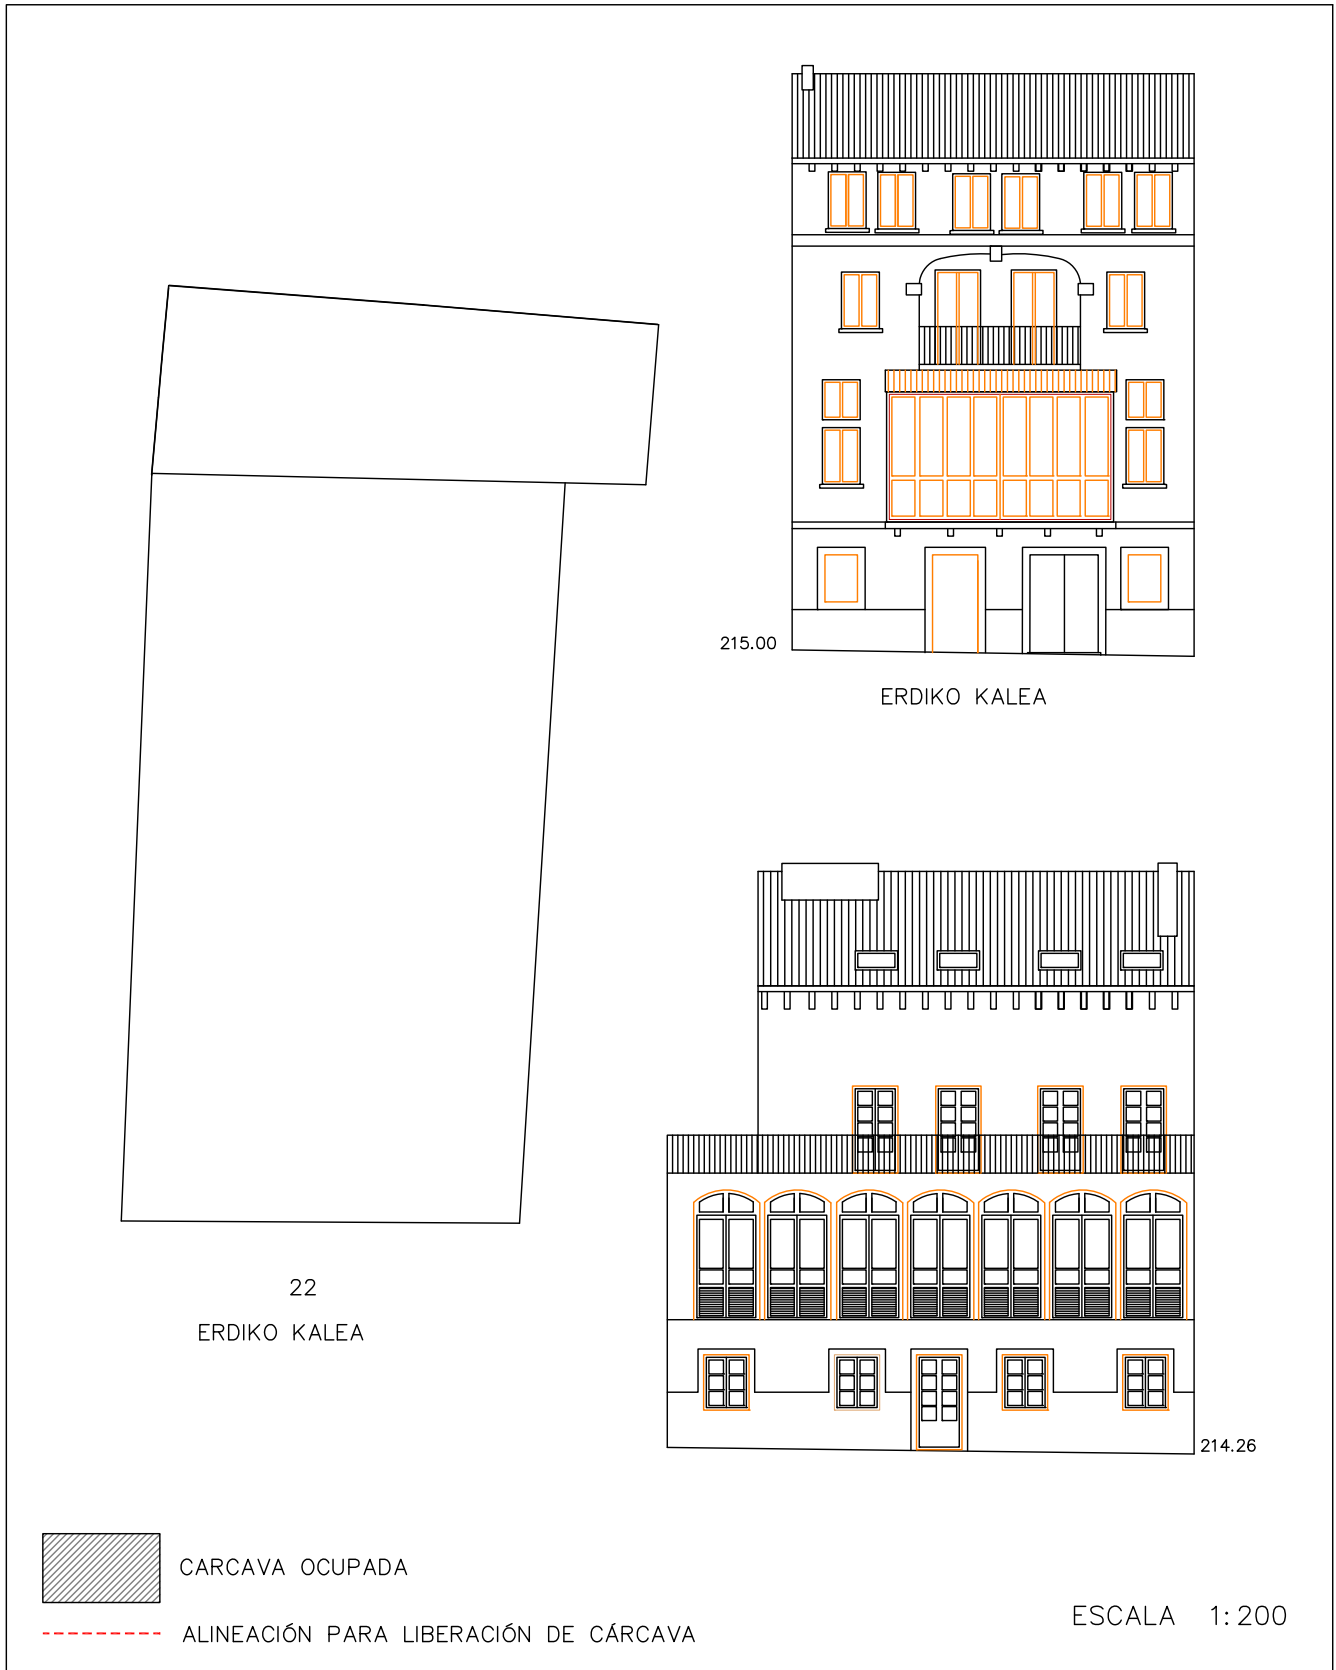 215.00
ERDIKO KALEA
22
ERDIKO KALEA
214.26
CARCAVA OCUPADA
ALINEACIÓN PARA LIBERACIÓN DE CÁRCAVA
ESCALA 1:200